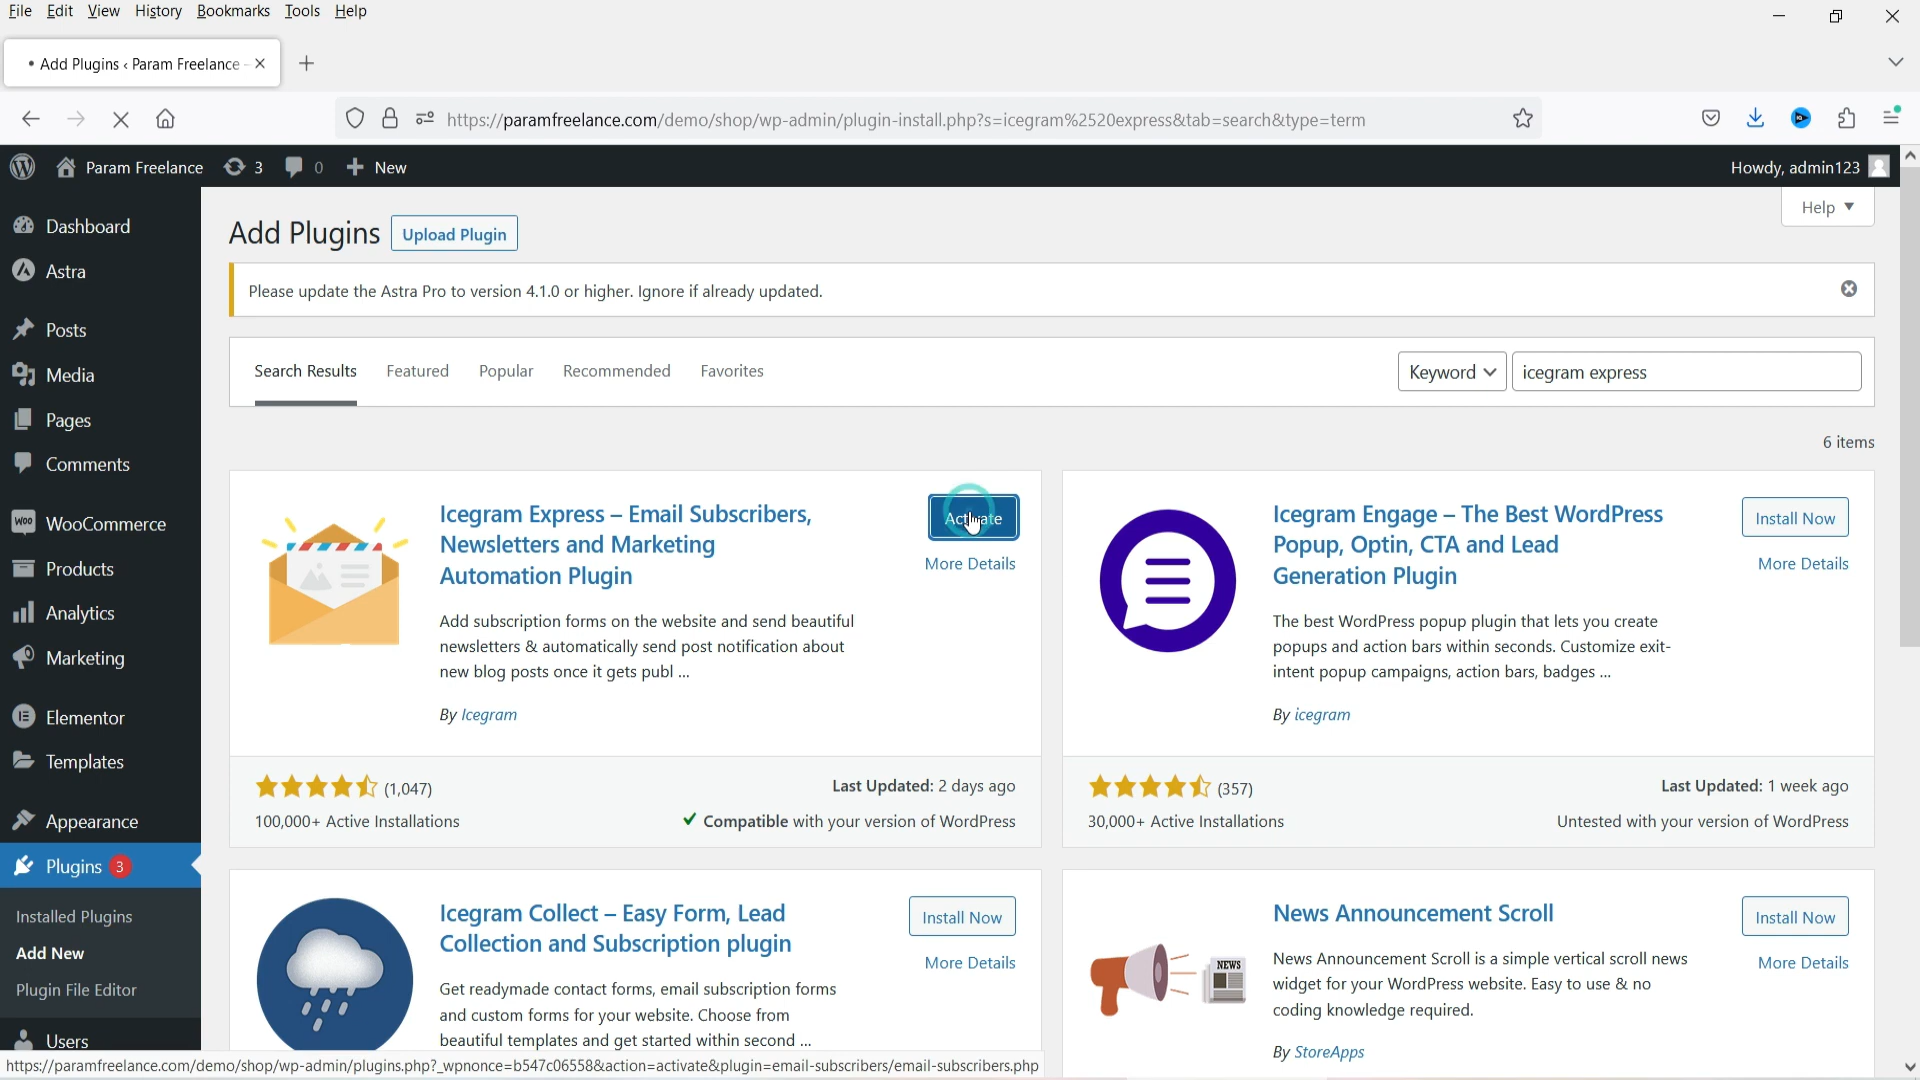 File Edit View History Bookmarks Tools Help
• Add Plugins ‹ Param Freelance –
https://paramfreelance.com/demo/shop/wp-admin/plugin-install.php?s=icegram%2520express&tab=search&type=term
Param Freelance 3 0 + New Howdy, admin123
Help ▼
Add Plugins Upload Plugin
Please update the Astra Pro to version 4.1.0 or higher. Ignore if already updated.
Search Results Featured Popular Recommended Favorites Keyword icegram express
6 items
Dashboard
Astra
Posts
Media
Pages
Comments
Woo WooCommerce
Products
Analytics
Marketing
Elementor
Templates
Appearance
Plugins 3
Installed Plugins
Add New
Plugin File Editor
Users
Icegram Express – Email Subscribers,
Newsletters and Marketing
Automation Plugin
Activate
More Details
Add subscription forms on the website and send beautiful
newsletters & automatically send post notification about
new blog posts once it gets publ ...
By Icegram
(1,047)
Last Updated: 2 days ago
100,000+ Active Installations
Compatible with your version of WordPress
Icegram Engage – The Best WordPress
Popup, Optin, CTA and Lead
Generation Plugin
Install Now
More Details
The best WordPress popup plugin that lets you create
popups and action bars within seconds. Customize exit-
intent popup campaigns, action bars, badges ...
By icegram
(357)
Last Updated: 1 week ago
30,000+ Active Installations
Untested with your version of WordPress
Icegram Collect – Easy Form, Lead
Collection and Subscription plugin
Install Now
More Details
Get readymade contact forms, email subscription forms
and custom forms for your website. Choose from
beautiful templates and get started within second ...
NEWS
News Announcement Scroll
Install Now
More Details
News Announcement Scroll is a simple vertical scroll news
widget for your WordPress website. Easy to use & no
coding knowledge required.
By StoreApps
https://paramfreelance.com/demo/shop/wp-admin/plugins.php?_wpnonce=b547c06558&action=activate&plugin=email-subscribers/email-subscribers.php